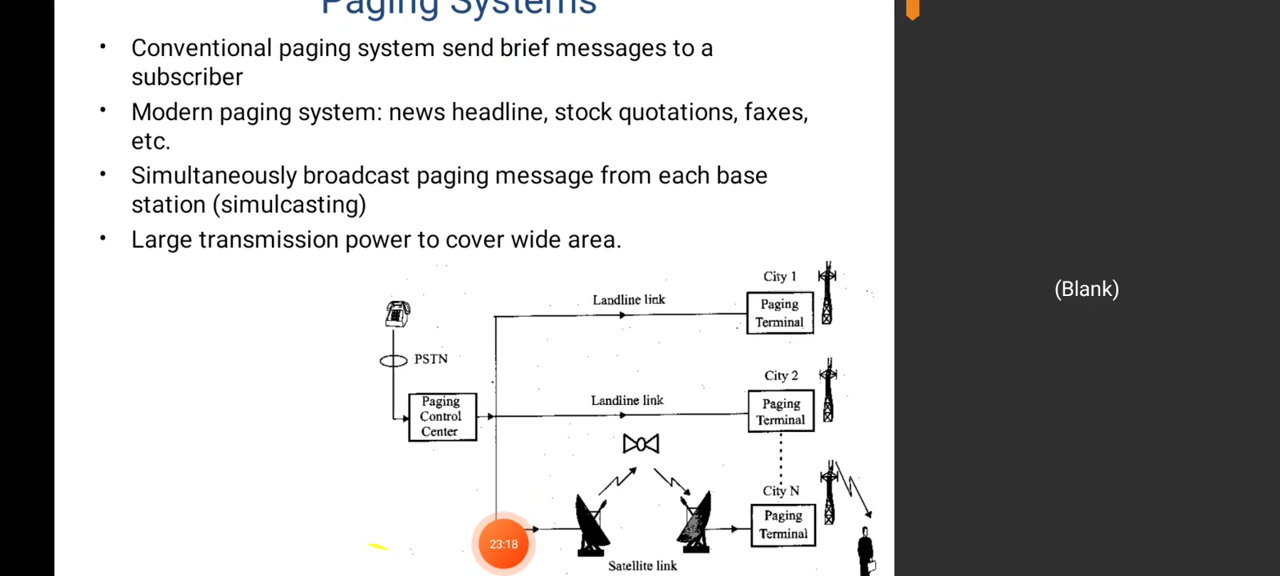 Paging Systems
• Conventional paging system send brief messages to a
subscriber
• Modern paging system: news headline, stock quotations, faxes,
etc.
• Simultaneously broadcast paging message from each base
station (simulcasting)
• Large transmission power to cover wide area.
City 1
Landline link
Paging
Terminal
PSTN
City 2
Landline link
Paging
Terminal
Paging
Control
Center
City N
Paging
Terminal
23:18
Satellite link
(Blank)